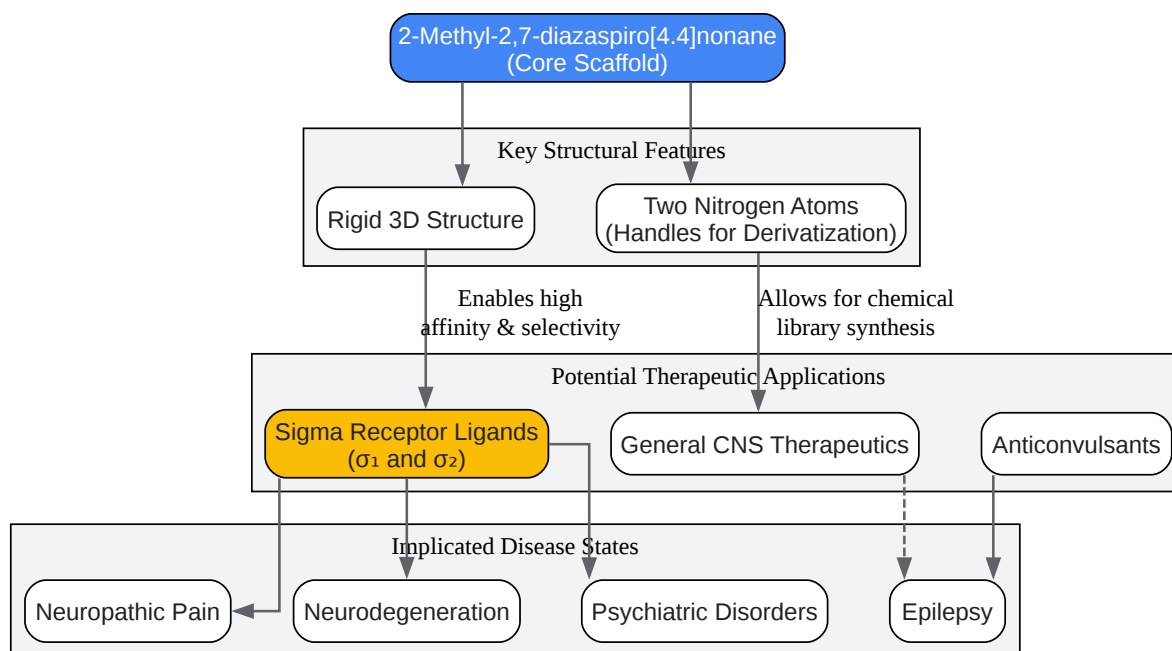 2-Methyl-2,7-diazaspiro[4.4]nonane
(Core Scaffold)
Key Structural Features
Rigid 3D Structure
Two Nitrogen Atoms
(Handles for Derivatization)
Enables high
affinity & selectivity
Allows for chemical
library synthesis
Potential Therapeutic Applications
Sigma Receptor Ligands
(σ₁ and σ₂)
General CNS Therapeutics
Anticonvulsants
Implicated Disease States
Neuropathic Pain
Neurodegeneration
Psychiatric Disorders
Epilepsy